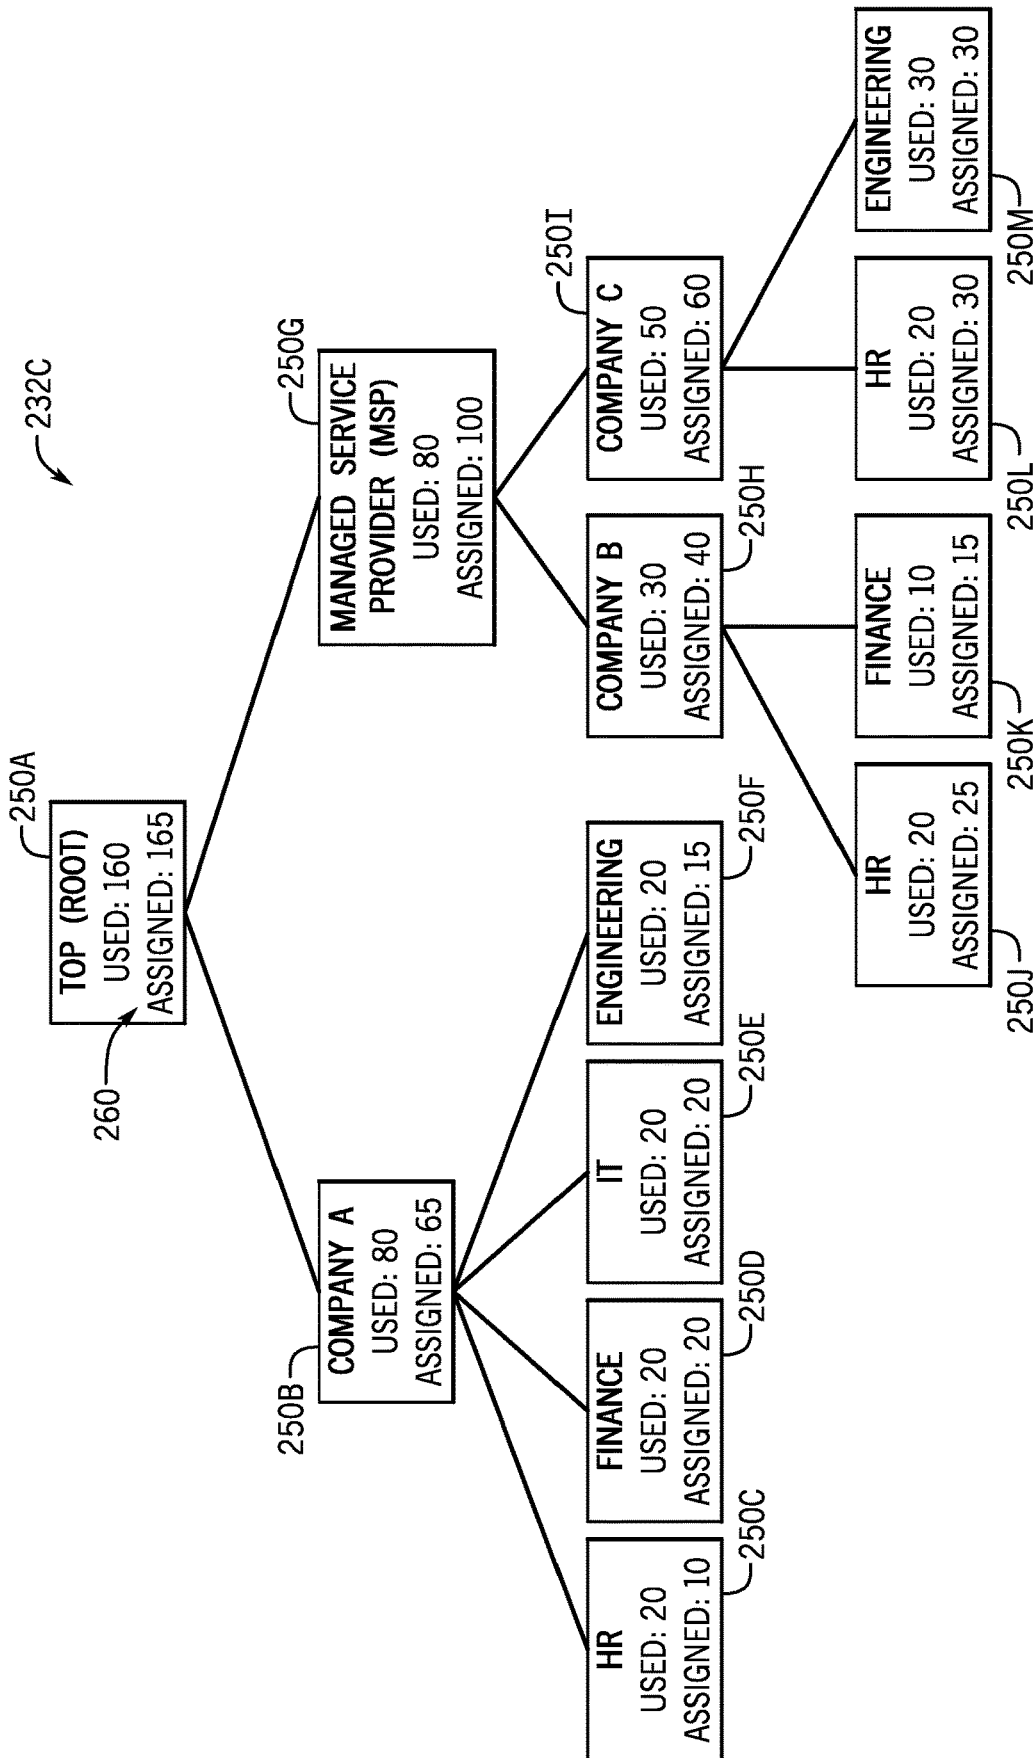 232C
250A
TOP (ROOT)
USED: 160
ASSIGNED: 165
260
250B
COMPANY A
USED: 80
ASSIGNED: 65
250G
MANAGED SERVICE
PROVIDER (MSP)
USED: 80
ASSIGNED: 100
HR
USED: 20
ASSIGNED: 10
250C
FINANCE
USED: 20
ASSIGNED: 20
250D
IT
USED: 20
ASSIGNED: 20
250E
ENGINEERING
USED: 20
ASSIGNED: 15
250F
COMPANY B
USED: 30
ASSIGNED: 40
250H
250I
COMPANY C
USED: 50
ASSIGNED: 60
HR
USED: 20
ASSIGNED: 25
250J
FINANCE
USED: 10
ASSIGNED: 15
250K
HR
USED: 20
ASSIGNED: 30
250L
ENGINEERING
USED: 30
ASSIGNED: 30
250M